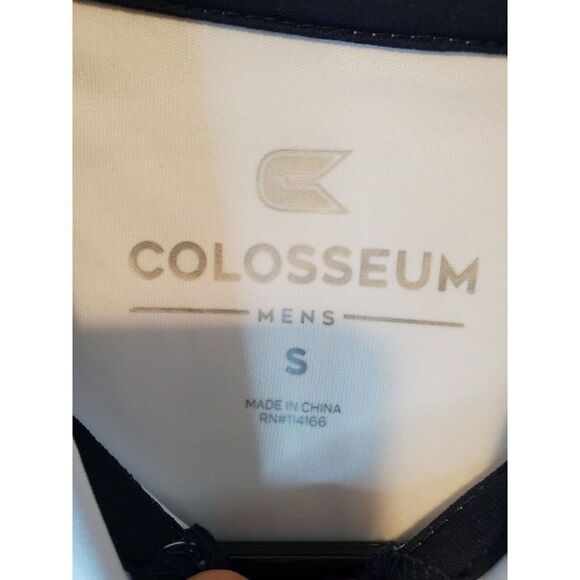 COLOSSEUM
MENS
S
MADE IN CHINA
RN#114166